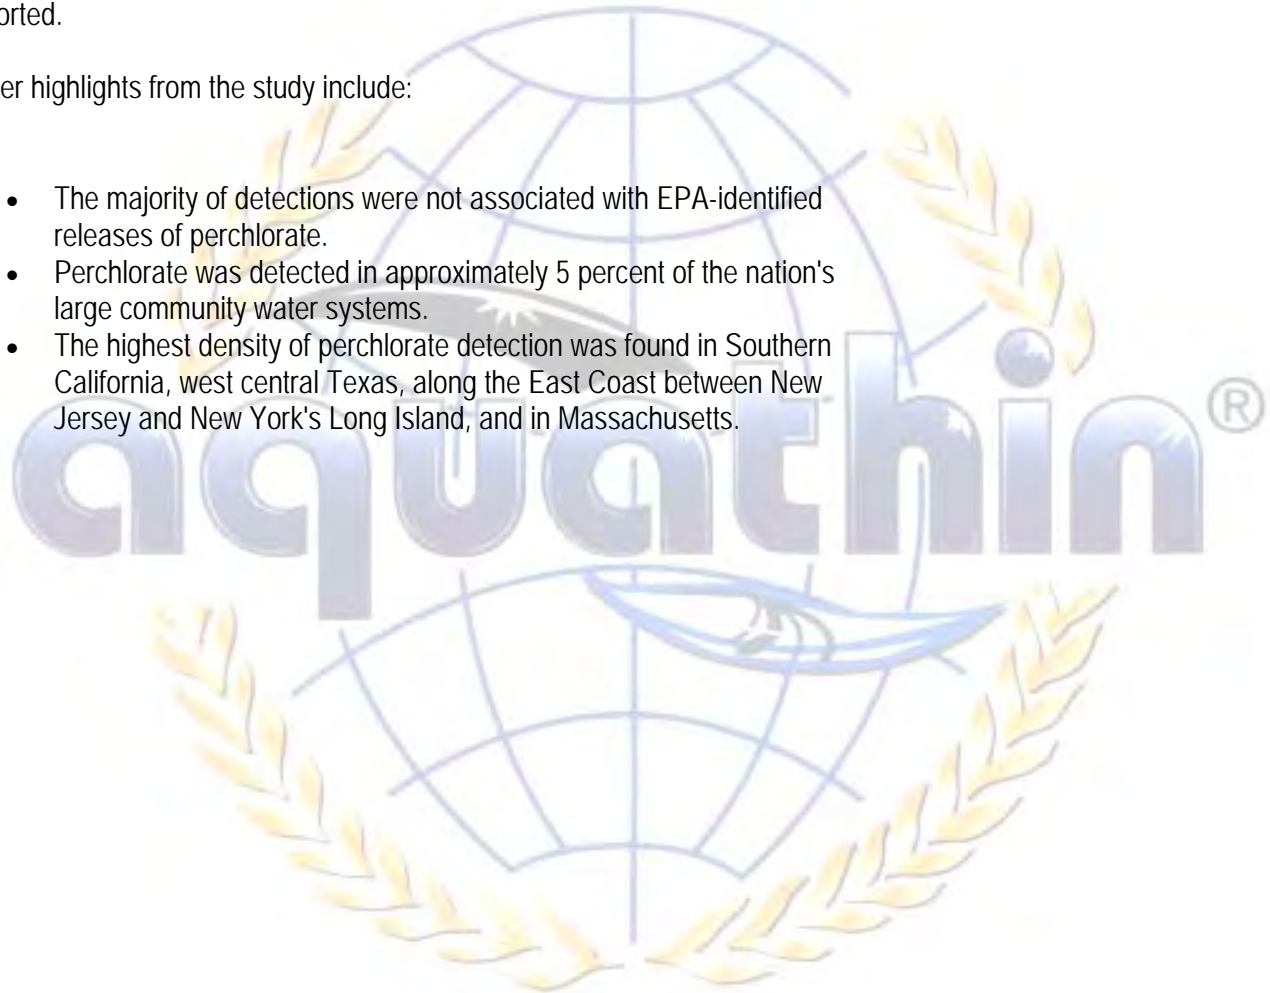 orted.
er highlights from the study include:
• The majority of detections were not associated with EPA-identified
releases of perchlorate.
• Perchlorate was detected in approximately 5 percent of the nation's
large community water systems.
• The highest density of perchlorate detection was found in Southern
California, west central Texas, along the East Coast between New
Jersey and New York's Long Island, and in Massachusetts.
aquathin®